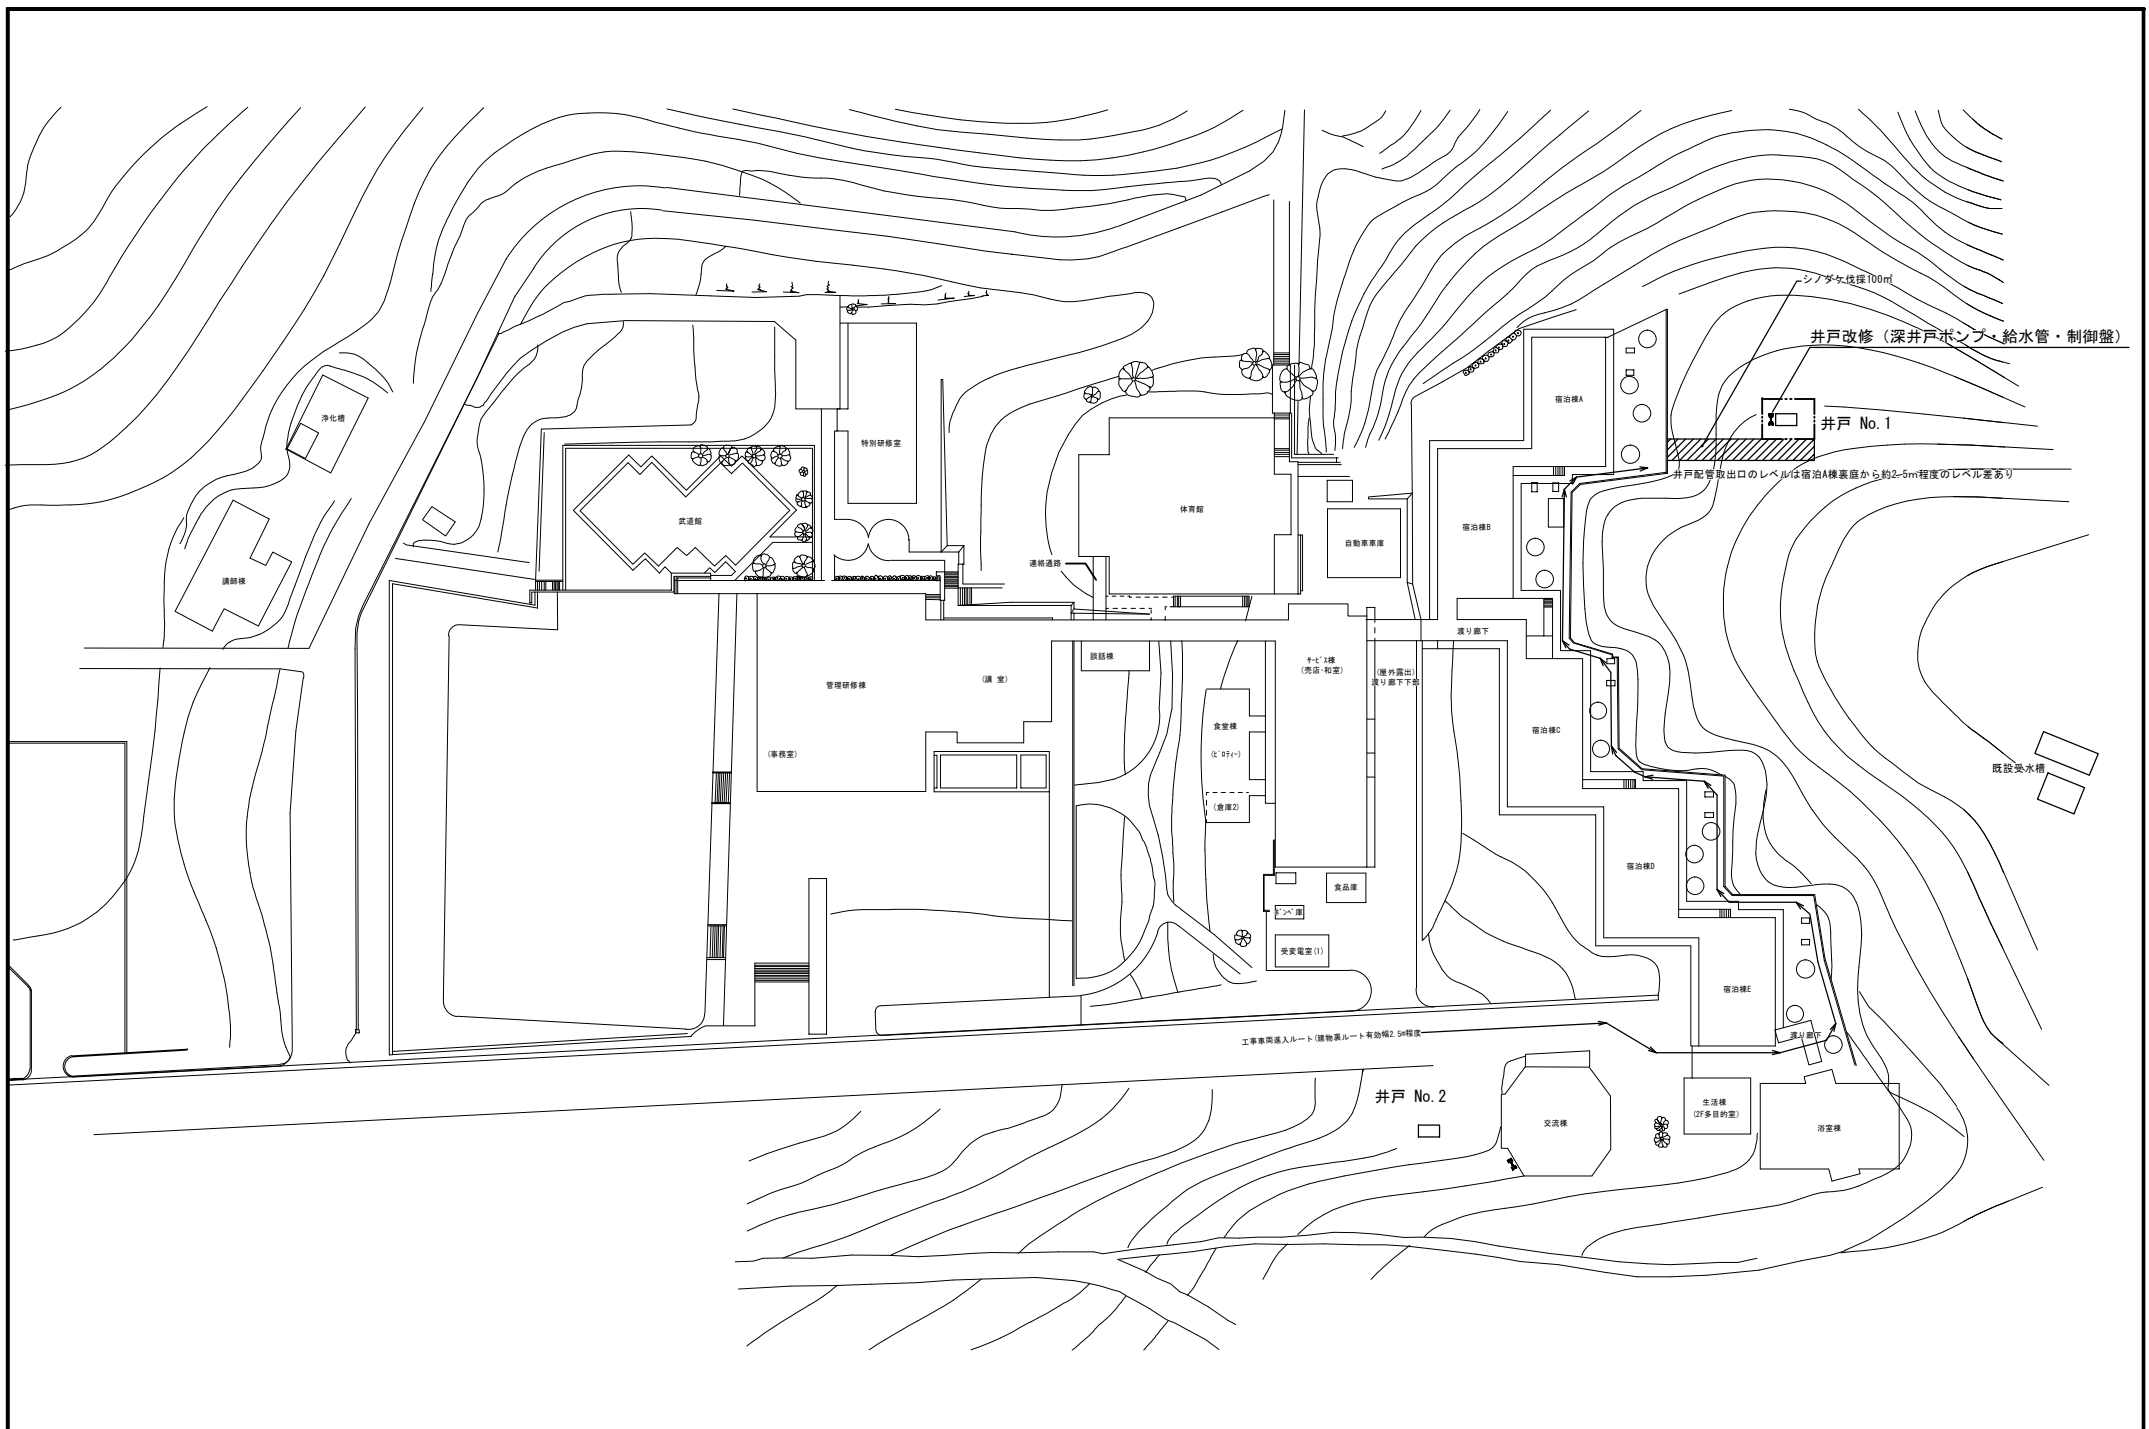 シノダケ伐採100㎡
井戸改修（深井戸ポンプ・給水管・制御盤）
宿泊棟A
浄化槽
井戸 No.1
特別研修室
井戸配管取出口のレベルは宿泊A棟裏庭から約2.5m程度のレベル差あり
体育館
武道館
宿泊棟B
自動車車庫
連絡通路
講師棟
渡り廊下
談話棟
サービス棟
(売店・和室)
(屋外露出)
渡り廊下下部
管理研修棟
(講 堂)
食堂棟
宿泊棟C
(事務室)
(ピロティー)
既設受水槽
(倉庫2)
宿泊棟D
食品庫
ボンベ庫
受変電室(1)
宿泊棟E
工事車両進入ルート(建物裏ルート有効幅2.5m程度
渡り廊下
井戸 No.2
生活棟
(2F多目的室)
交流棟
浴室棟